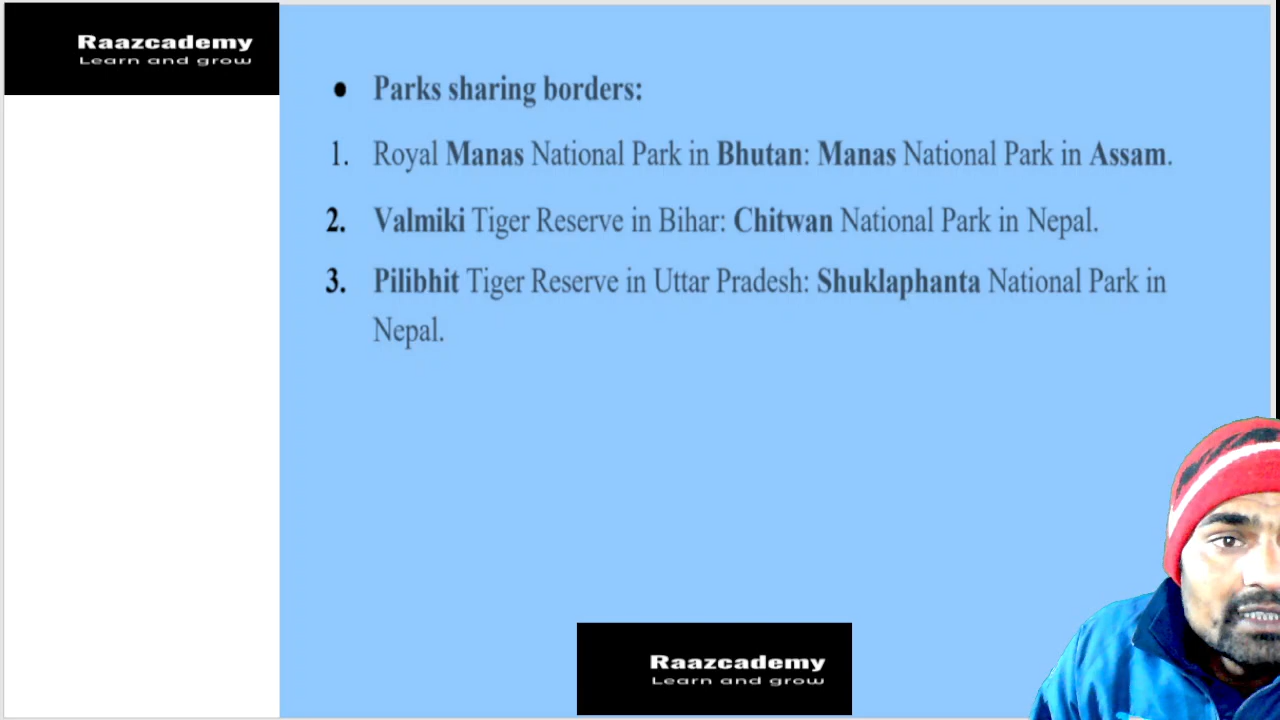 Raazcademy
Learn and grow
● Parks sharing borders:
1. Royal Manas National Park in Bhutan: Manas National Park in Assam.
2. Valmiki Tiger Reserve in Bihar: Chitwan National Park in Nepal.
3. Pilibhit Tiger Reserve in Uttar Pradesh: Shuklaphanta National Park in
Nepal.
Raazcademy
Learn and grow